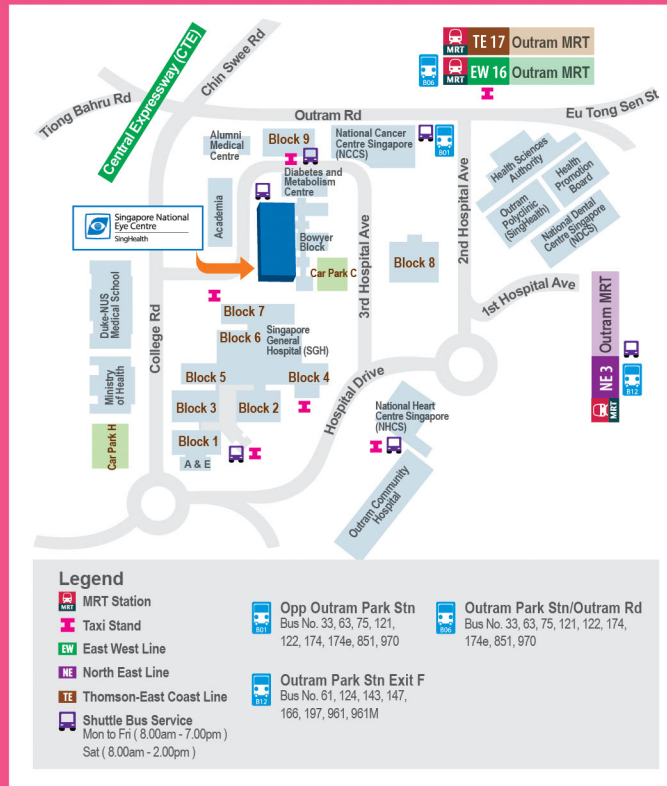 Central Expressway (CTE)
Chin Swee Rd
Tiong Bahru Rd
MRT
TE 17
Outram MRT
B06
MRT
EW 16
Outram MRT
Outram Rd
Eu Tong Sen St
Alumni
Medical
Centre
Block 9
National Cancer
Centre Singapore
(NCCS)
B01
Diabetes and
Metabolism
Centre
Health Sciences
Authority
Health
Promotion
Board
Outram
Polyclinic
(SingHealth)
National Dental
Centre Singapore
(NDCS)
Academia
Singapore National
Eye Centre
SingHealth
Bowyer
Block
Car Park C
3rd Hospital Ave
Block 8
2nd Hospital Ave
1st Hospital Ave
Duke-NUS
Medical School
College Rd
Block 7
Block 6
Singapore
General
Hospital (SGH)
Outram MRT
NE 3
B12
MRT
Ministry
of Health
Block 5
Block 4
Hospital Drive
Block 3
Block 2
National Heart
Centre Singapore
(NHCS)
Car Park H
Block 1
A & E
Outram Community
Hospital
Legend
MRT
MRT Station
Taxi Stand
EW
East West Line
NE
North East Line
TE
Thomson-East Coast Line
Shuttle Bus Service
Mon to Fri ( 8.00am - 7.00pm )
Sat ( 8.00am - 2.00pm )
B01
Opp Outram Park Stn
Bus No. 33, 63, 75, 121,
122, 174, 174e, 851, 970
B06
Outram Park Stn/Outram Rd
Bus No. 33, 63, 75, 121, 122, 174,
174e, 851, 970
B12
Outram Park Stn Exit F
Bus No. 61, 124, 143, 147,
166, 197, 961, 961M